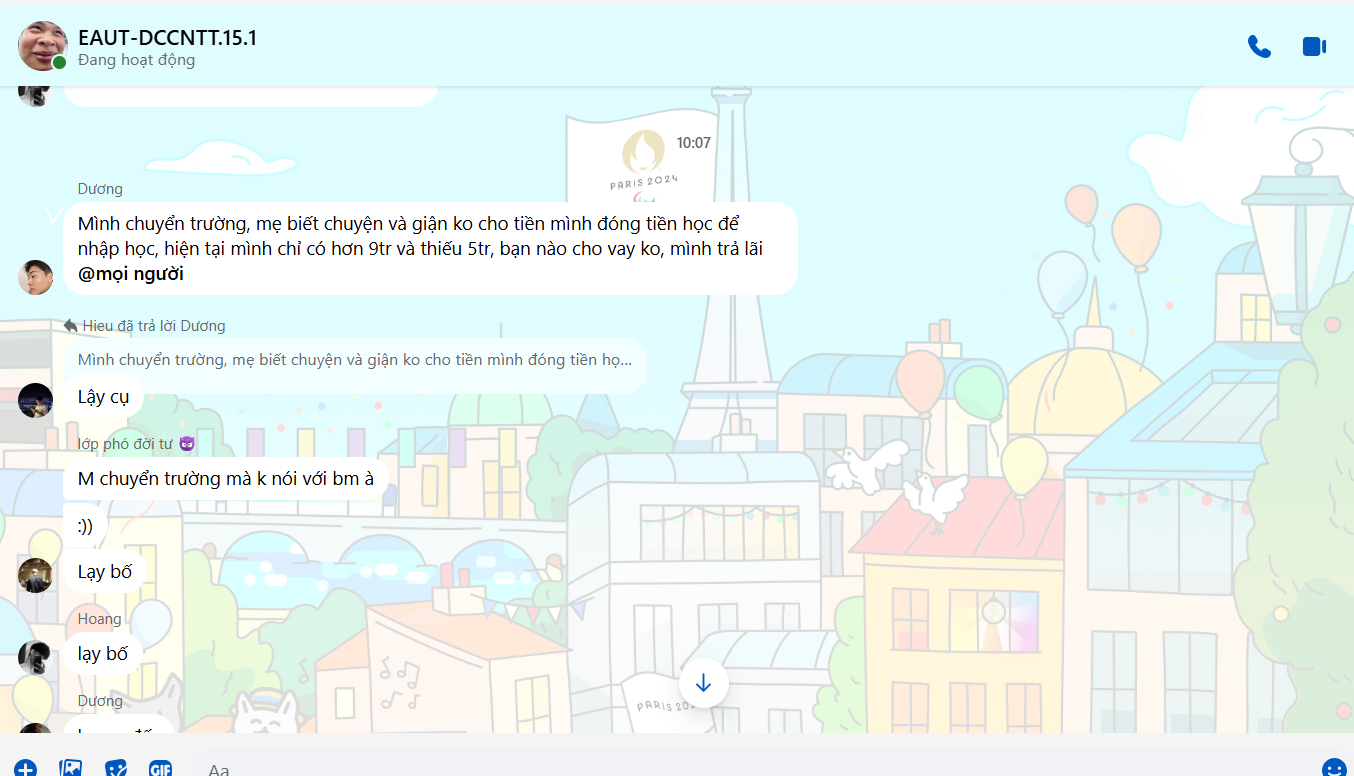 EAUT-DCCNTT.15.1
Đang hoạt động
10:07
PARIS 2024
Dương
Mình chuyển trường, mẹ biết chuyện và giận ko cho tiền mình đóng tiền học để
nhập học, hiện tại mình chỉ có hơn 9tr và thiếu 5tr, bạn nào cho vay ko, mình trả lãi
@mọi người
Hieu đã trả lời Dương
Mình chuyển trường, mẹ biết chuyện và giận ko cho tiền mình đóng tiền họ...
Lậy cụ
lớp phó đời tư
M chuyển trường mà k nói với bm à
:))
Lạy bố
Hoang
lạy bố
PARIS
Dương
GIF
Aa